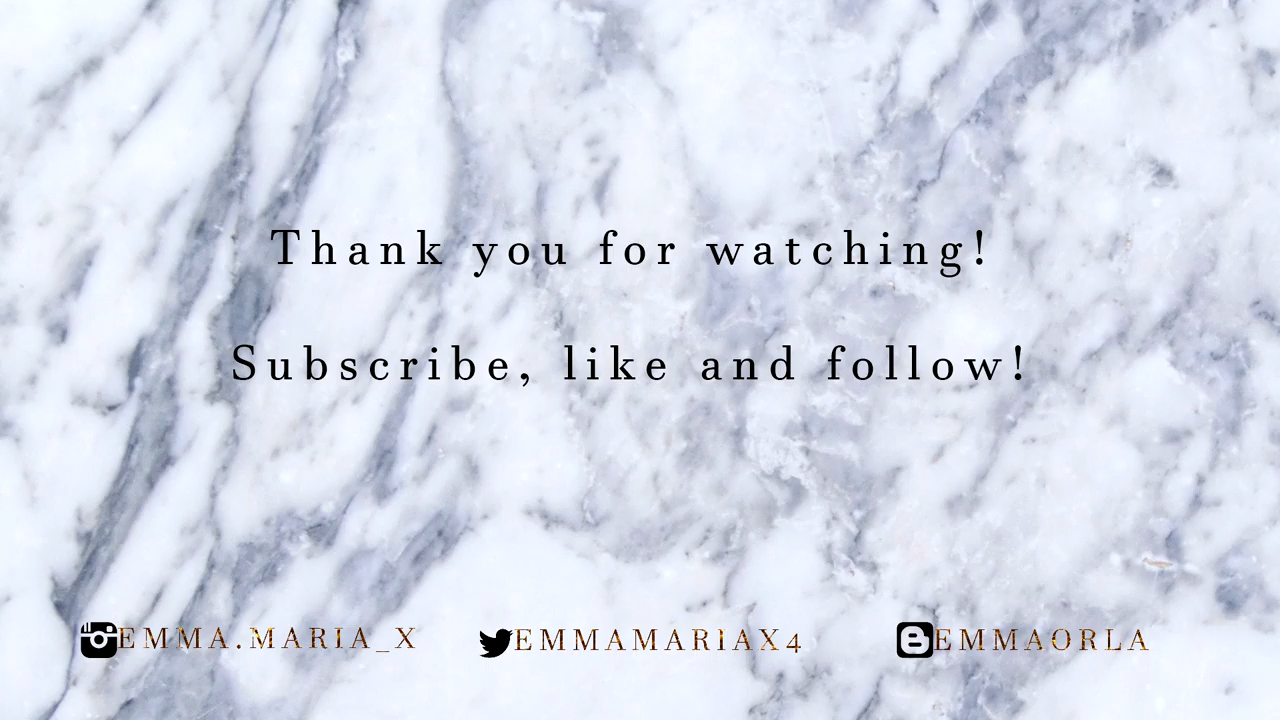 Thank you for watching!
Subscribe, like and follow!
EMMA.MARIA_X EMMAMARIAX4 EMMAORLA